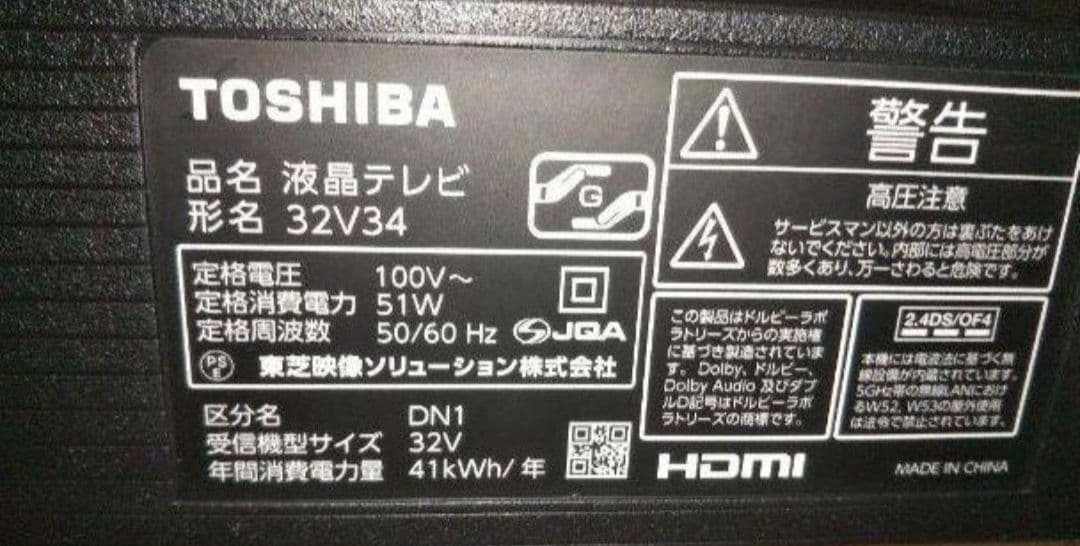 TOSHIBA
品名 液晶テレビ
形名 32V34
G
定格電圧 100V～
定格消費電力 51W
定格周波数 50/60 Hz JQA
PS
E
東芝映像ソリューション株式会社
区分名 DN1
受信機型サイズ 32V
年間消費電力量 41kWh/年
警告
高圧注意
サービスマン以外の方は裏ぶたをあけ
ないでください。内部には高電圧部分が
数多くあり、万一さわると危険です。
この製品はドルビーラボ
ラトリーズからの実施権
に基づき製造されていま
す。Dolby、ドルビー、
Dolby Audio 及びダブ
ルD記号はドルビーラボ
ラトリーズの商標です。
2.4DS/OF4
本機には電波法に基づく無
線設備が内蔵されています。
5GHz帯の無線LANにおけ
るW52、W53の屋外使用
は法令で禁止されています。
HDMI
MADE IN CHINA